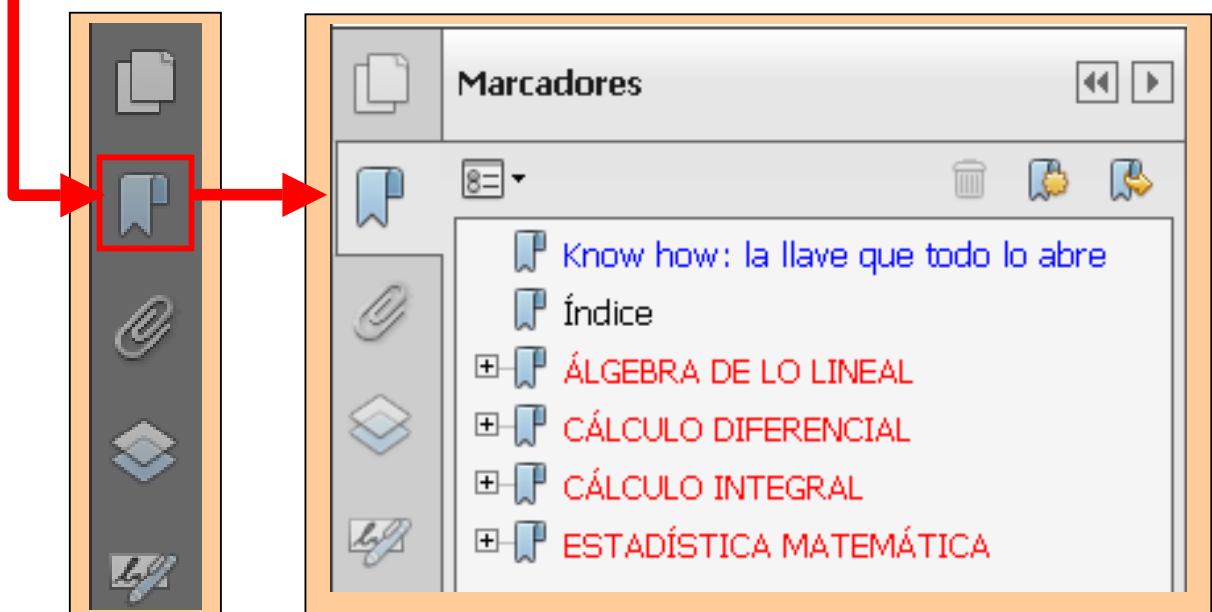 Marcadores
Know how: la llave que todo lo abre
Índice
ÁLGEBRA DE LO LINEAL
CÁLCULO DIFERENCIAL
CÁLCULO INTEGRAL
ESTADÍSTICA MATEMÁTICA